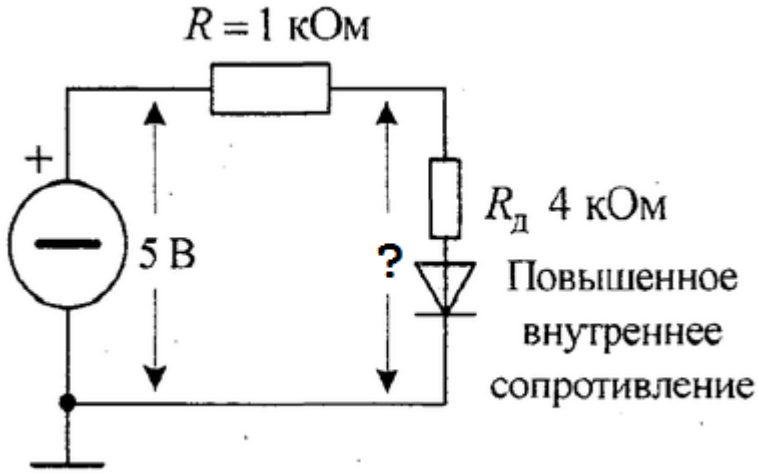 R = 1 кОм
+
5 В
?
Rд 4 кОм
Повышенное
внутреннее
сопротивление